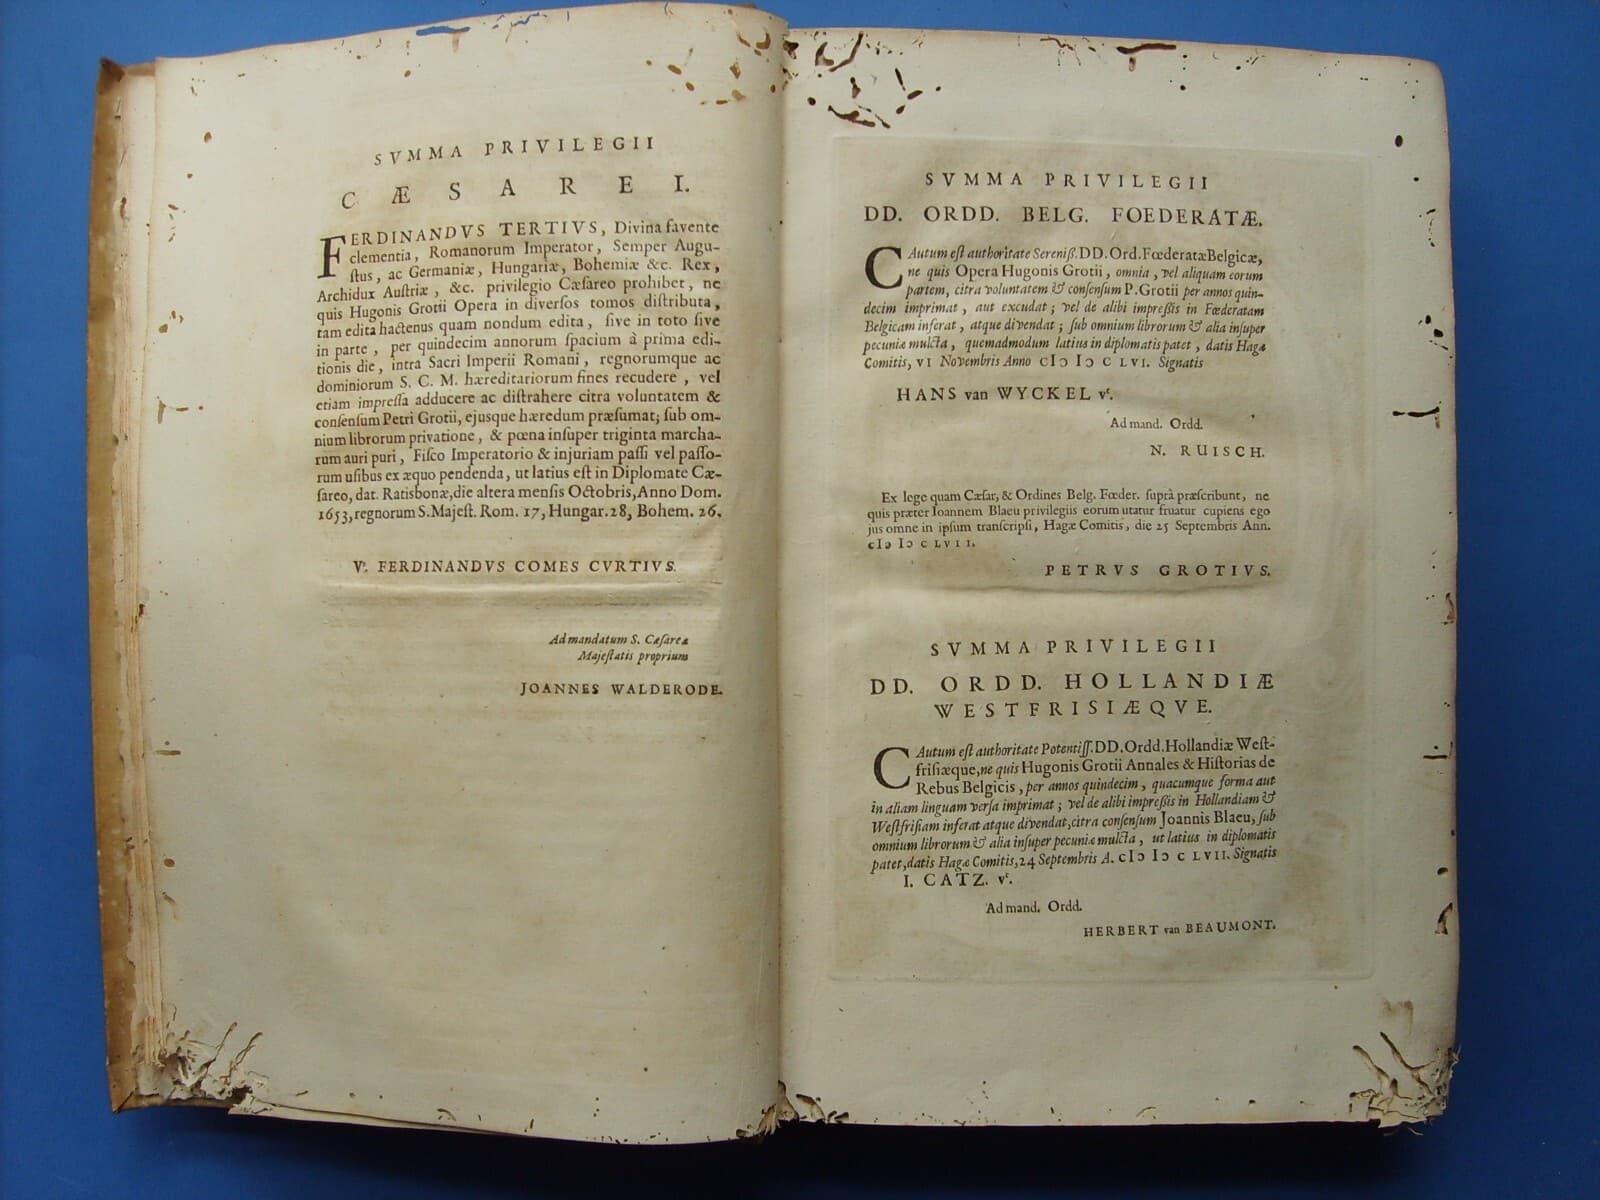 SVMMA PRIVILEGII
CÆSAREI.
FERDINANDVS TERTIVS, Divina favente
clementia, Romanorum Imperator, Semper Augu-
ſtus, ac Germaniæ, Hungariæ, Bohemiæ &c. Rex,
Archidux Auſtriæ, &c. privilegio Cæſareo prohibet, ne
quis Hugonis Grotii Opera in diverſos tomos diſtributa,
tam edita hactenus quam nondum edita, ſive in toto ſive
in parte, per quindecim annorum ſpacium à prima edi-
tionis die, intra Sacri Imperii Romani, regnorumque ac
dominiorum S. C. M. hæreditariorum fines recudere, vel
etiam impreſſa adducere ac diſtrahere citra voluntatem &
conſenſum Petri Grotii, ejusque hæredum præſumat; ſub om-
nium librorum privatione, & pœna inſuper triginta marcha-
rum auri puri, Fiſco Imperatorio & injuriam paſſi vel paſſo-
rum uſibus ex æquo pendenda, ut latius eſt in Diplomate Cæ-
ſareo, dat. Ratisbonæ, die altera mensis Octobris, Anno Dom.
1653, regnorum S. Majeſt. Rom. 17, Hungar. 28, Bohem. 26.
Vt. FERDINANDVS COMES CVRTIVS.
Ad mandatum S. Cæſareæ
Majeſtatis proprium
JOANNES WALDERODE.
SVMMA PRIVILEGII
DD. ORDD. BELG. FOEDERATÆ.
CAutum eſt authoritate Sereniß. DD. Ord. Fœderatæ Belgicæ,
ne quis Opera Hugonis Grotii, omnia, vel aliquam eorum
partem, citra voluntatem & conſenſum P. Grotii per annos quin-
decim imprimat, aut excudat; vel de alibi impreſſis in Fœderatam
Belgicam inferat, atque divendat; ſub omnium librorum & alia inſuper
pecuniæ mulcta, quemadmodum latius in diplomate patet, datis Hagæ
Comitis, VI Novembris Anno CIↃ IↃ C LVI. Signatis
HANS van WYCKEL vt.
Ad mand. Ordd.
N. RUISCH.
Ex lege quam Cæſar, & Ordines Belg. Fœder. ſuprà præſcribunt, ne
quis præter Ioannem Blaeu privilegiis eorum utatur fruatur cupiens ego
jus omne in ipſum tranſcripſi, Hagæ Comitis, die 25 Septembris Ann.
CIↃ IↃ C LVII.
PETRVS GROTIVS.
SVMMA PRIVILEGII
DD. ORDD. HOLLANDIÆ
WESTFRISIÆQVE.
CAutum eſt authoritate Potentiſſ. DD. Ordd. Hollandiæ Weſt-
friſiæque, ne quis Hugonis Grotii Annales & Hiſtorias de
Rebus Belgicis, per annos quindecim, quacumque forma aut
in aliam linguam verſa imprimat; vel de alibi impreßis in Hollandiam &
Weſtfriſiam inferat atque divendat, citra conſenſum Joannis Blaeu, ſub
omnium librorum & alia inſuper pecuniæ mulcta, ut latius in diplomatis
patet, datis Hagæ Comitis, 24 Septembris A. CIↃ IↃ C LVII. Signatis
I. CATZ. vt.
Ad mand. Ordd.
HERBERT van BEAUMONT.